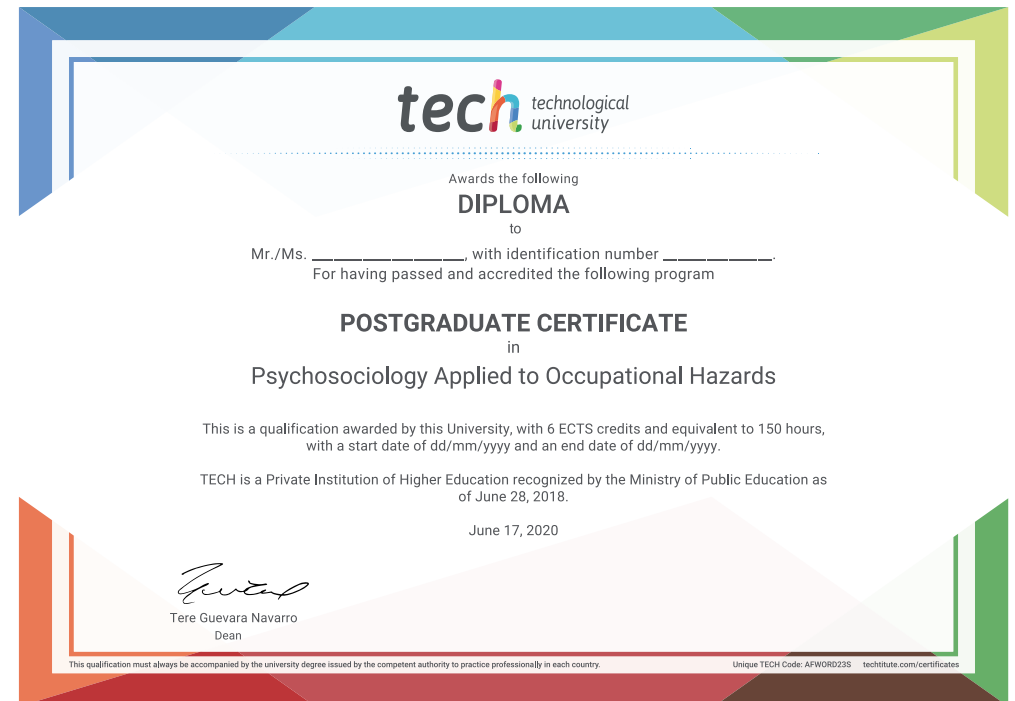 tech technological
university
Awards the following
DIPLOMA
to
Mr./Ms. __________________, with identification number _____________.
For having passed and accredited the following program
POSTGRADUATE CERTIFICATE
in
Psychosociology Applied to Occupational Hazards
This is a qualification awarded by this University, with 6 ECTS credits and equivalent to 150 hours,
with a start date of dd/mm/yyyy and an end date of dd/mm/yyyy.
TECH is a Private Institution of Higher Education recognized by the Ministry of Public Education as
of June 28, 2018.
June 17, 2020
Tere Guevara Navarro
Dean
This qualification must always be accompanied by the university degree issued by the competent authority to practice professionally in each country.
Unique TECH Code: AFWORD23S techtitute.com/certificates